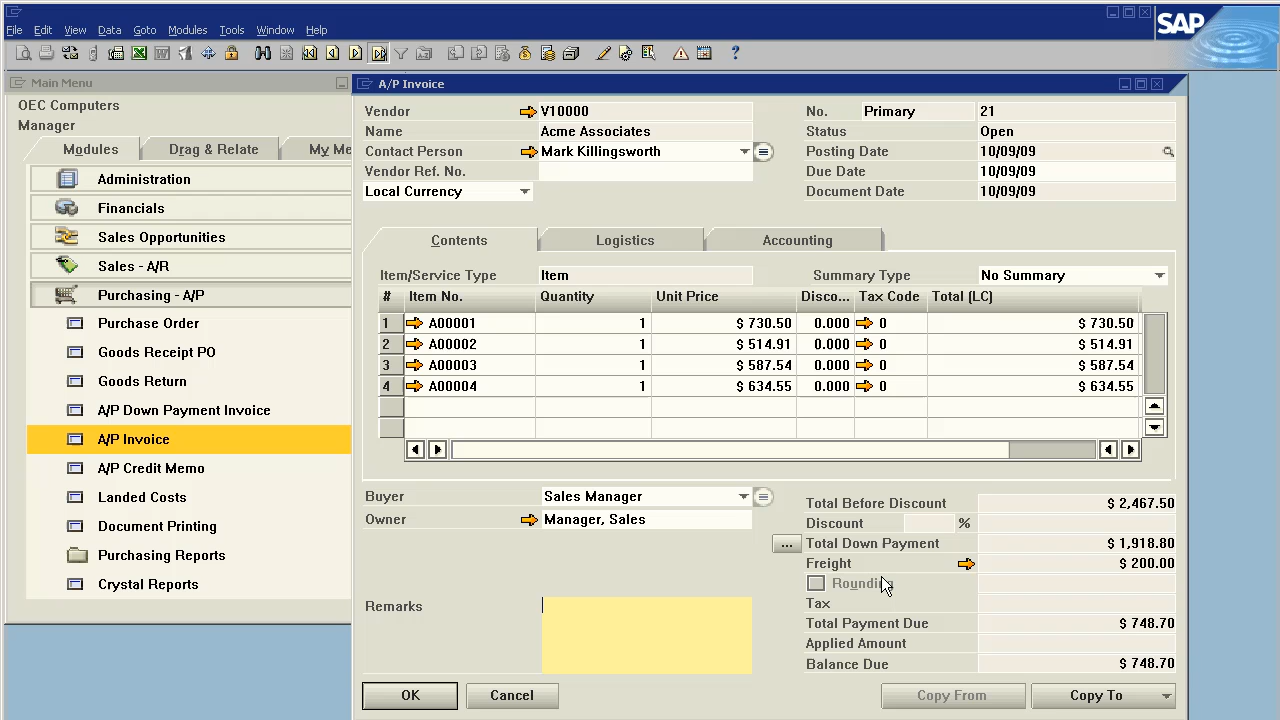 SAP
File Edit View Data Goto Modules Tools Window Help
Main Menu
OEC Computers
Manager
Modules Drag & Relate My Me
Administration
Financials
Sales Opportunities
Sales - A/R
Purchasing - A/P
Purchase Order
Goods Receipt PO
Goods Return
A/P Down Payment Invoice
A/P Invoice
A/P Credit Memo
Landed Costs
Document Printing
Purchasing Reports
Crystal Reports
A/P Invoice
Vendor V10000 No. Primary 21
Name Acme Associates Status Open
Contact Person Mark Killingsworth Posting Date 10/09/09
Vendor Ref. No. Due Date 10/09/09
Local Currency Document Date 10/09/09
Contents Logistics Accounting
Item/Service Type Item Summary Type No Summary
# Item No. Quantity Unit Price Disco... Tax Code Total (LC)
1 A00001 1 $ 730.50 0.000 0 $ 730.50
2 A00002 1 $ 514.91 0.000 0 $ 514.91
3 A00003 1 $ 587.54 0.000 0 $ 587.54
4 A00004 1 $ 634.55 0.000 0 $ 634.55
Buyer Sales Manager Total Before Discount $ 2,467.50
Owner Manager, Sales Discount %
... Total Down Payment $ 1,918.80
Freight $ 200.00
Rounding
Remarks Tax
Total Payment Due $ 748.70
Applied Amount
Balance Due $ 748.70
OK Cancel Copy From Copy To